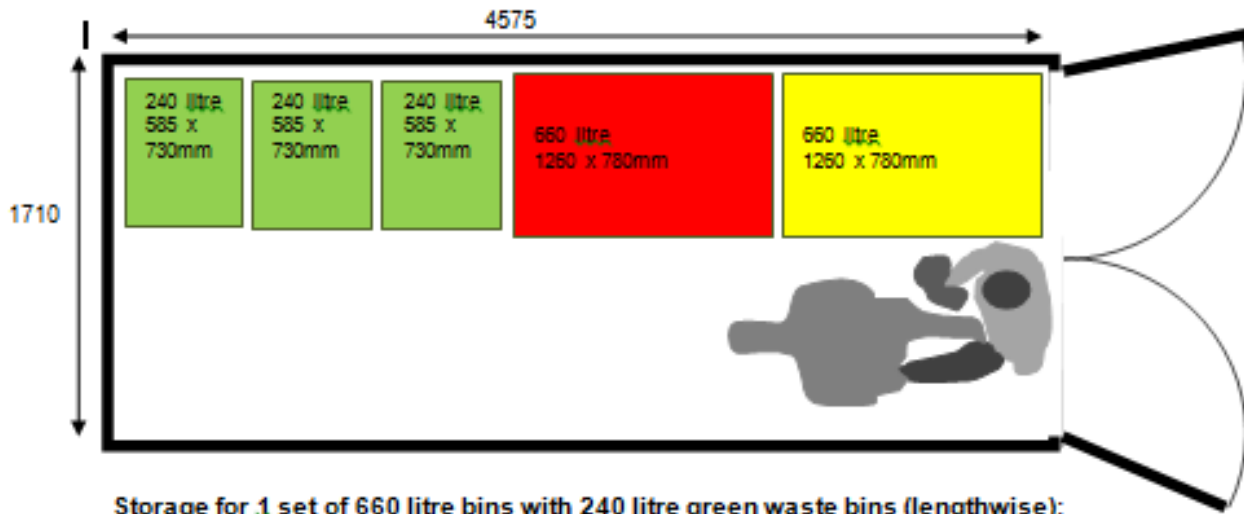 4575
240 litre
585 x
730mm
240 litre
585 x
730mm
240 litre
585 x
730mm
660 litre
1260 x 780mm
660 litre
1260 x 780mm
1710
Storage for 1 set of 660 litre bins with 240 litre green waste bins (lengthwise):